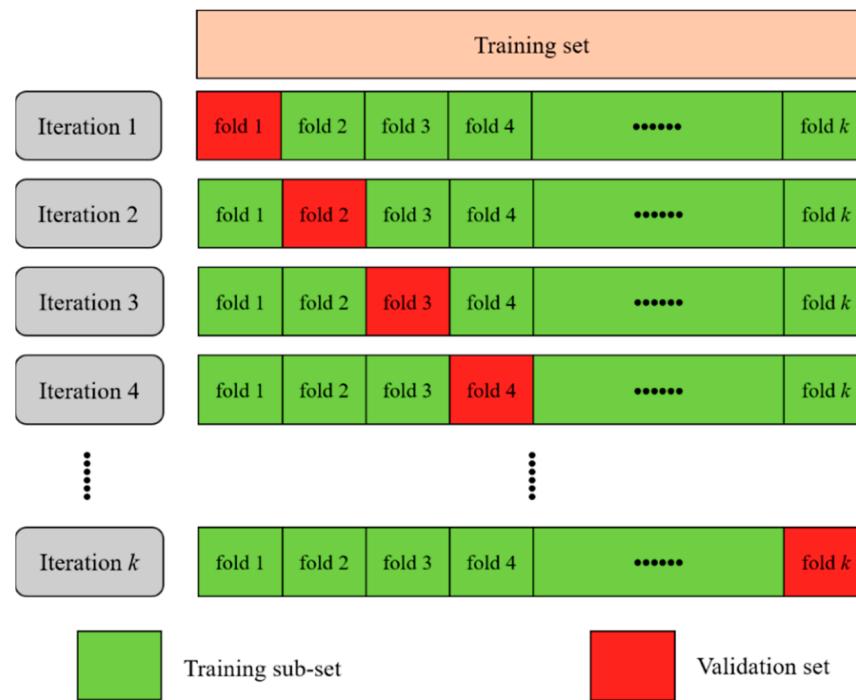 Training set
Iteration 1 fold 1 fold 2 fold 3 fold 4 •••••• fold k
Iteration 2 fold 1 fold 2 fold 3 fold 4 •••••• fold k
Iteration 3 fold 1 fold 2 fold 3 fold 4 •••••• fold k
Iteration 4 fold 1 fold 2 fold 3 fold 4 •••••• fold k
Iteration k fold 1 fold 2 fold 3 fold 4 •••••• fold k
Training sub-set Validation set